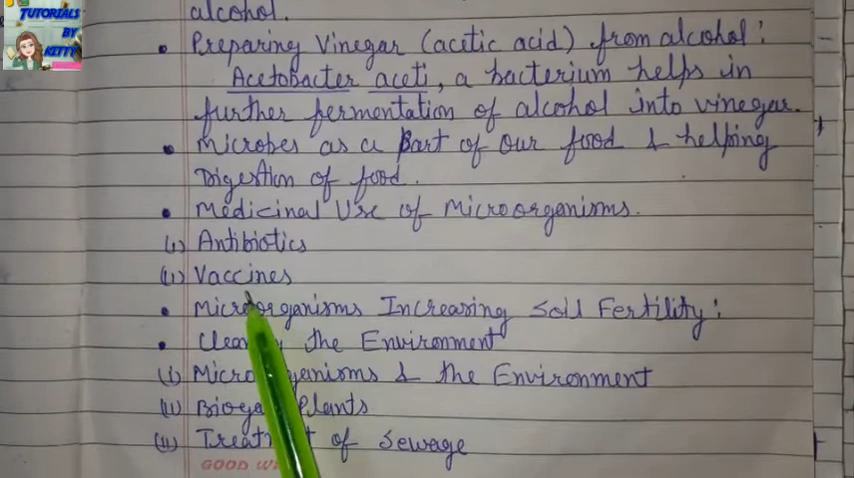 TUTORIALS
BY
KITTY
alcohol.
• Preparing Vinegar (acetic acid) from alcohol:
Acetobacter aceti, a bacterium helps in
further fermentation of alcohol into vinegar.
• Microbes as a Part of Our food & helping
Digestion of food.
• Medicinal Use of Microorganisms.
(i) Antibiotics
(ii) Vaccines
• Microorganisms Increasing Soil Fertility:
• the Environment
(i) & the Environment
(ii) Plants
(iii) of Sewage
GOOD